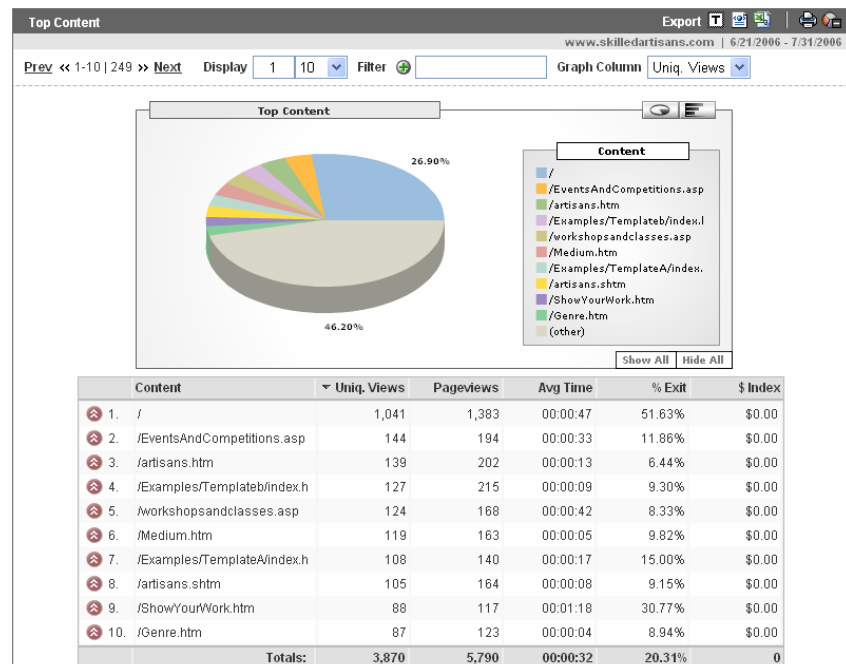 Top Content Export T
www.skilledartisans.com | 6/21/2006 - 7/31/2006
Prev << 1-10 | 249 >> Next Display 1 10 Filter Graph Column Uniq. Views
Top Content
26.90%
46.20%
Content
/
/EventsAndCompetitions.asp
/artisans.htm
/Examples/Templateb/index.l
/workshopsandclasses.asp
/Medium.htm
/Examples/TemplateA/index.
/artisans.shtm
/ShowYourWork.htm
/Genre.htm
(other)
Show All Hide All
Content Uniq. Views Pageviews Avg Time % Exit $ Index
1. / 1,041 1,383 00:00:47 51.63% $0.00
2. /EventsAndCompetitions.asp 144 194 00:00:33 11.86% $0.00
3. /artisans.htm 139 202 00:00:13 6.44% $0.00
4. /Examples/Templateb/index.h 127 215 00:00:09 9.30% $0.00
5. /workshopsandclasses.asp 124 168 00:00:42 8.33% $0.00
6. /Medium.htm 119 163 00:00:05 9.82% $0.00
7. /Examples/TemplateA/index.h 108 140 00:00:17 15.00% $0.00
8. /artisans.shtm 105 164 00:00:08 9.15% $0.00
9. /ShowYourWork.htm 88 117 00:01:18 30.77% $0.00
10. /Genre.htm 87 123 00:00:04 8.94% $0.00
Totals: 3,870 5,790 00:00:32 20.31% 0